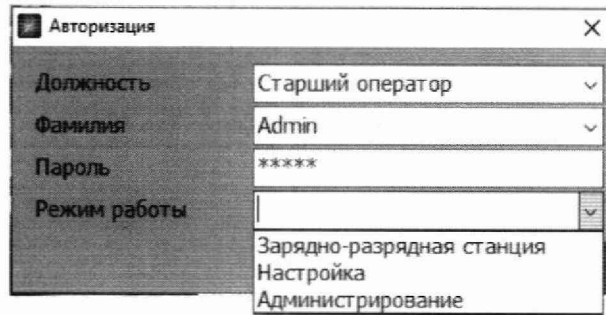 Авторизация
Должность Старший оператор
Фамилия Admin
Пароль *****
Режим работы
Зарядно-разрядная станция
Настройка
Администрирование